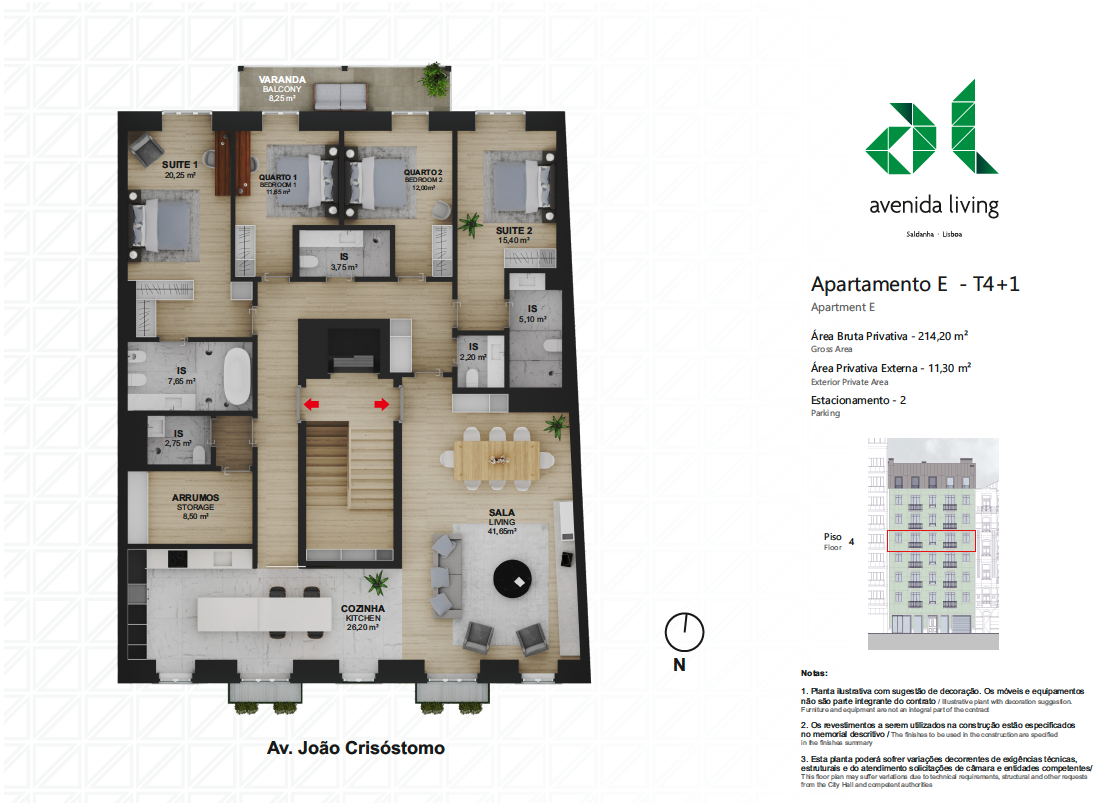 VARANDA
BALCONY
8,25 m²
SUITE 1
20,25 m²
QUARTO 1
BEDROOM 1
11,65 m²
QUARTO 2
BEDROOM 2
12,00m²
SUITE 2
15,40 m²
IS
3,75 m²
IS
5,10 m²
IS
2,20 m²
IS
7,65 m²
IS
2,75 m²
ARRUMOS
STORAGE
8,50 m²
SALA
LIVING
41,65m²
COZINHA
KITCHEN
26,20 m²
N
Av. João Crisóstomo
avenida living
Saldanha · Lisboa
Apartamento E - T4+1
Apartment E
Área Bruta Privativa - 214,20 m²
Gross Area
Área Privativa Externa - 11,30 m²
Exterior Private Area
Estacionamento - 2
Parking
Piso 4
Floor
Notas:
1. Planta ilustrativa com sugestão de decoração. Os móveis e equipamentos
não são parte integrante do contrato / Illustrative plant with decoration suggestion.
Furniture and equipment are not an integral part of the contract
2. Os revestimentos a serem utilizados na construção estão especificados
no memorial descritivo / The finishes to be used in the construction are specified
in the finishes summary
3. Esta planta poderá sofrer variações decorrentes de exigências técnicas,
estruturais e do atendimento solicitações de câmara e entidades competentes/
This floor plan may suffer variations due to technical requirements, structural and other requests
from the City Hall and competent authorities